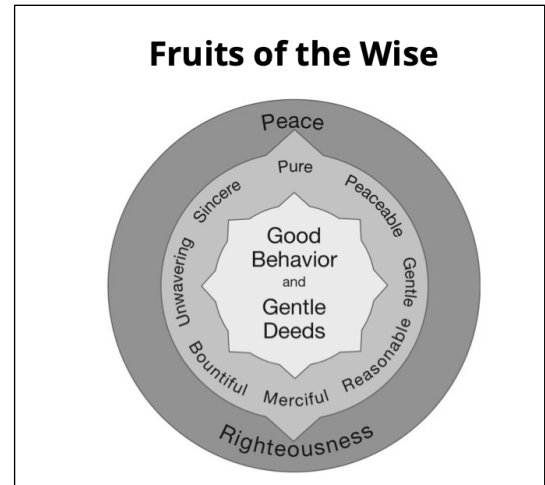 Fruits of the Wise
Peace
Pure
Peaceable
Gentle
Reasonable
Merciful
Bountiful
Unwavering
Sincere
Good
Behavior
and
Gentle
Deeds
Righteousness